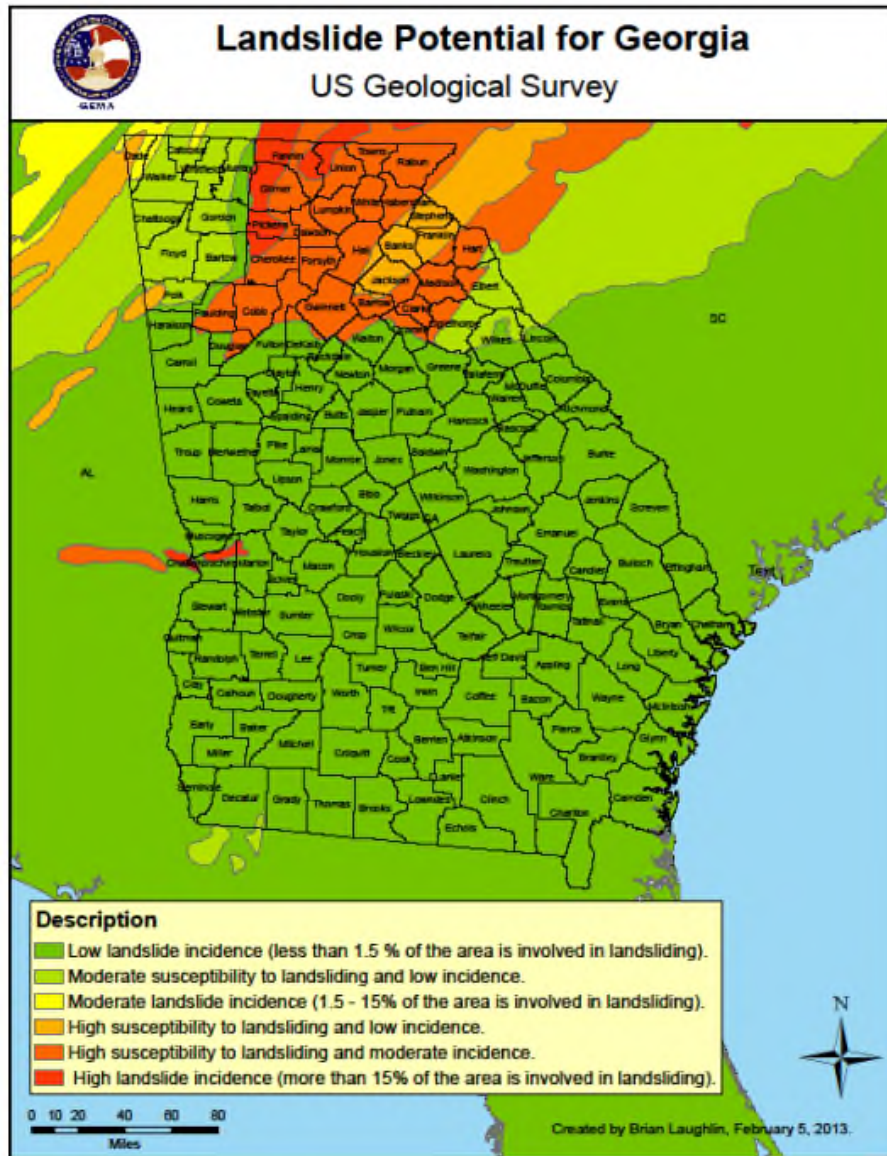 Landslide Potential for Georgia
US Geological Survey
GEMA
Dade
Walker
Murray
Fannin
Towns
Rabun
Union
Gilmer
Chattooga
Gordon
Pickens
Lumpkin
White
Habersham
Stephens
Dawson
Banks
Franklin
Hart
Floyd
Bartow
Cherokee
Forsyth
Hall
Jackson
Madison
Elbert
Polk
Paulding
Cobb
Gwinnett
Barrow
Clarke
Oglethorpe
Haralson
Douglas
Fulton
DeKalb
Walton
Wilkes
Lincoln
SC
Carroll
Rockdale
Newton
Morgan
Greene
Taliaferro
McDuffie
Columbia
Clayton
Fayette
Henry
Warren
Richmond
Heard
Coweta
Spalding
Butts
Jasper
Putnam
Hancock
AL
Troup
Meriwether
Pike
Lamar
Monroe
Jones
Baldwin
Washington
Jefferson
Burke
Upson
Harris
Talbot
Crawford
Bibb
Twiggs
GA
Wilkinson
Johnson
Jenkins
Screven
Taylor
Peach
Emanuel
Marion
Macon
Houston
Bleckley
Laurens
Treutlen
Candler
Bulloch
Effingham
Stewart
Webster
Sumter
Dooly
Pulaski
Dodge
Wheeler
Montgomery
Toombs
Tattnall
Evans
Bryan
Chatham
Quitman
Randolph
Terrell
Lee
Crisp
Wilcox
Telfair
Liberty
Long
Turner
Ben Hill
Jeff Davis
Appling
Clay
Calhoun
Dougherty
Worth
Tift
Irwin
Coffee
Bacon
Wayne
McIntosh
Early
Baker
Mitchell
Colquitt
Berrien
Atkinson
Pierce
Glynn
Miller
Cook
Lanier
Ware
Brantley
Seminole
Decatur
Grady
Thomas
Brooks
Lowndes
Clinch
Charlton
Camden
Echols
Description
Low landslide incidence (less than 1.5 % of the area is involved in landsliding).
Moderate susceptibility to landsliding and low incidence.
Moderate landslide incidence (1.5 - 15% of the area is involved in landsliding).
High susceptibility to landsliding and low incidence.
High susceptibility to landsliding and moderate incidence.
High landslide incidence (more than 15% of the area is involved in landsliding).
N
0 10 20 40 60 80
Miles
Created by Brian Laughlin, February 5, 2013.